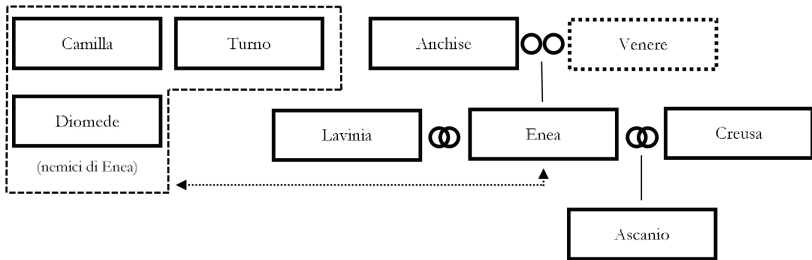 Camilla
Turno
Anchise
Venere
Diomede
(nemici di Enea)
Lavinia
Enea
Creusa
Ascanio